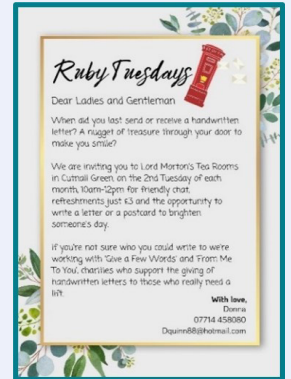 Ruby Tuesdays
Dear Ladies and Gentleman
When did you last send or receive a handwritten
letter? A nugget of treasure through your door to
make you smile?
We are inviting you to Lord Morton's Tea Rooms
in Cutnall Green, on the 2nd Tuesday of each
month, 10am-12pm for friendly chat,
refreshments just £3 and the opportunity to
write a letter or a postcard to brighten
someone's day.
if you're not sure who you could write to we're
working with 'Give a Few Words' and 'From Me
To You', charities who support the giving of
handwritten letters to those who really need a
lift.
With love,
Donna
07714 458080
Dquinn88@hotmail.com